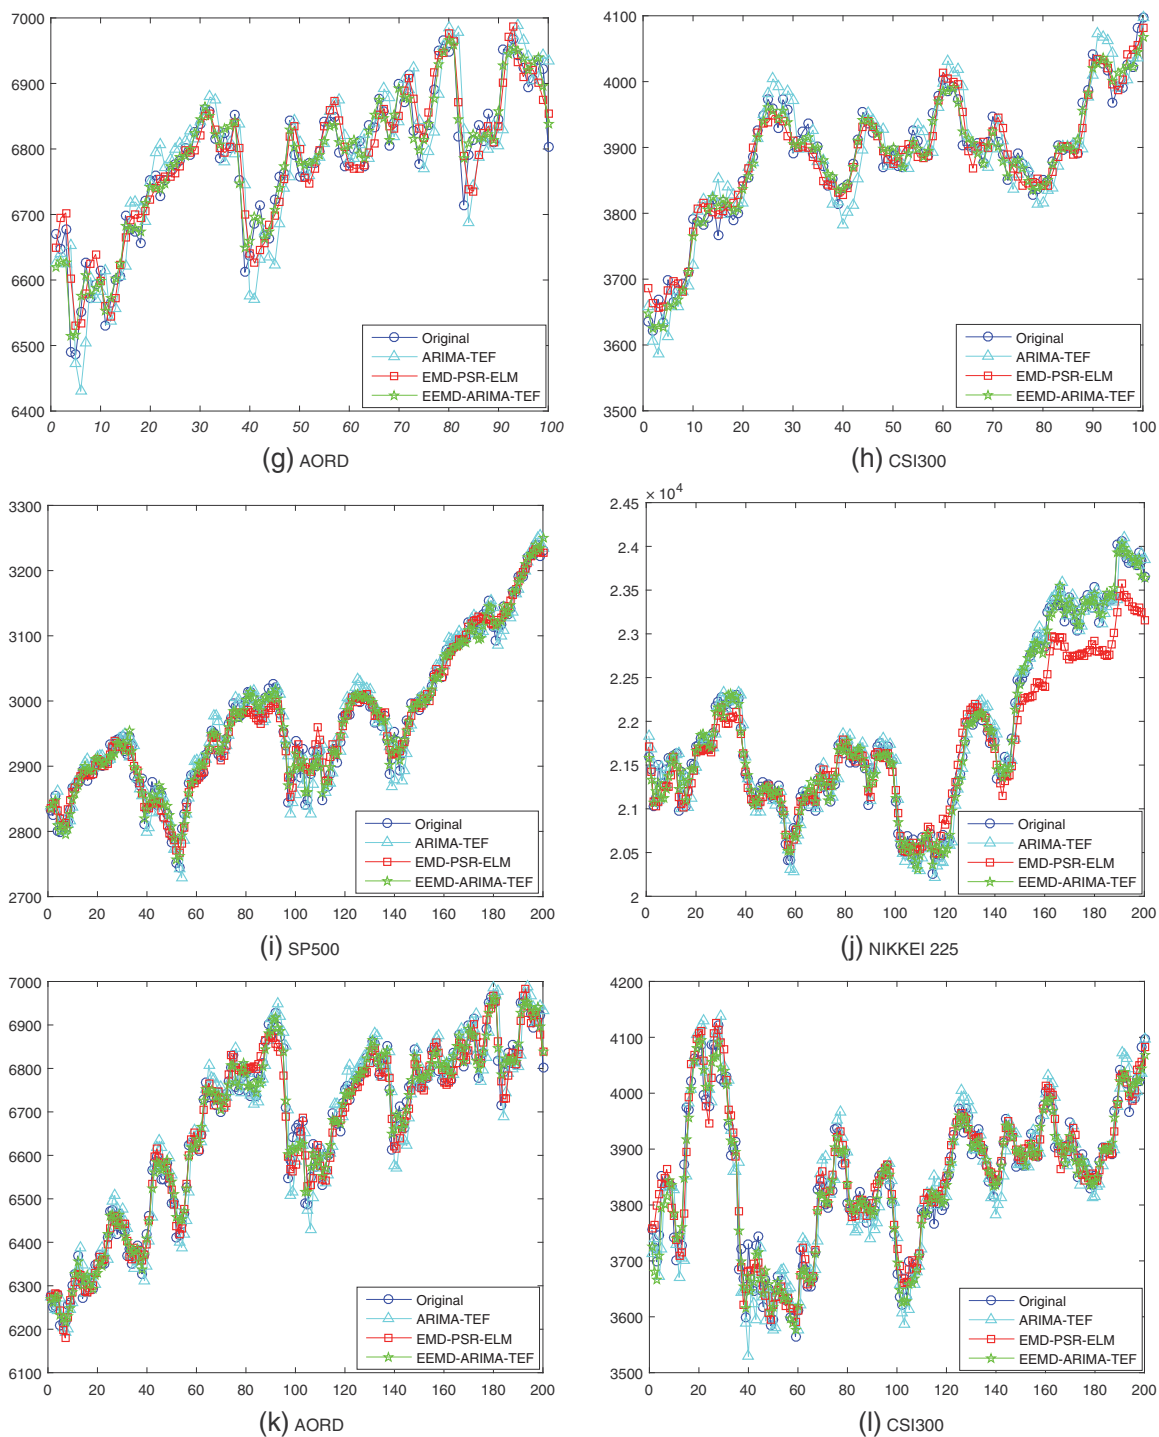 7000
6900
6800
6700
6600
6500
6400
0 10 20 30 40 50 60 70 80 90 100
Original
ARIMA-TEF
EMD-PSR-ELM
EEMD-ARIMA-TEF
(g) AORD
4100
4000
3900
3800
3700
3600
3500
0 10 20 30 40 50 60 70 80 90 100
Original
ARIMA-TEF
EMD-PSR-ELM
EEMD-ARIMA-TEF
(h) CSI300
3300
3200
3100
3000
2900
2800
2700
0 20 40 60 80 100 120 140 160 180 200
Original
ARIMA-TEF
EMD-PSR-ELM
EEMD-ARIMA-TEF
(i) SP500
× 10⁴
2.45
2.4
2.35
2.3
2.25
2.2
2.15
2.1
2.05
2
0 20 40 60 80 100 120 140 160 180 200
Original
ARIMA-TEF
EMD-PSR-ELM
EEMD-ARIMA-TEF
(j) NIKKEI 225
7000
6900
6800
6700
6600
6500
6400
6300
6200
6100
0 20 40 60 80 100 120 140 160 180 200
Original
ARIMA-TEF
EMD-PSR-ELM
EEMD-ARIMA-TEF
(k) AORD
4200
4100
4000
3900
3800
3700
3600
3500
0 20 40 60 80 100 120 140 160 180 200
Original
ARIMA-TEF
EMD-PSR-ELM
EEMD-ARIMA-TEF
(l) CSI300